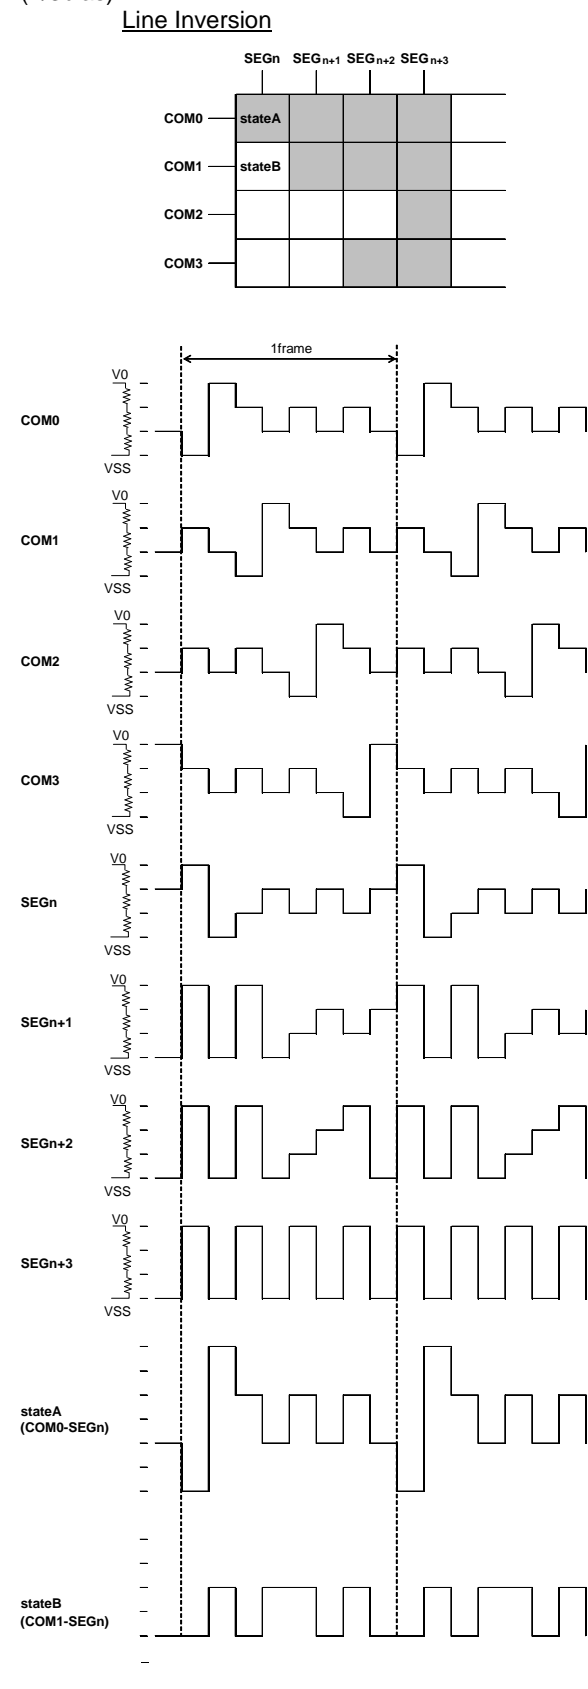 Line Inversion
SEGn SEGn+1 SEGn+2 SEGn+3
COM0 stateA
COM1 stateB
COM2
COM3
1frame
V0
COM0
VSS
V0
COM1
VSS
V0
COM2
VSS
V0
COM3
VSS
V0
SEGn
VSS
V0
SEGn+1
VSS
V0
SEGn+2
VSS
V0
SEGn+3
VSS
stateA
(COM0-SEGn)
stateB
(COM1-SEGn)